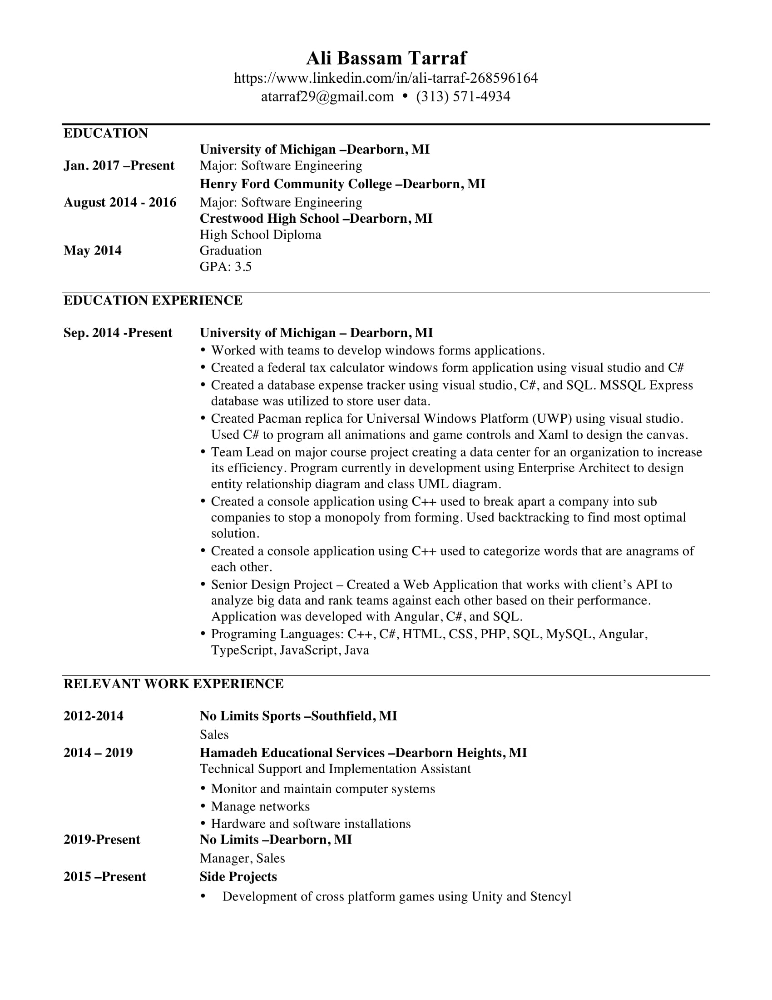 Ali Bassam Tarraf
https://www.linkedin.com/in/ali-tarraf-268596164
atarraf29@gmail.com • (313) 571-4934
EDUCATION
University of Michigan –Dearborn, MI
Jan. 2017 –Present Major: Software Engineering
Henry Ford Community College –Dearborn, MI
August 2014 - 2016 Major: Software Engineering
Crestwood High School –Dearborn, MI
High School Diploma
May 2014 Graduation
GPA: 3.5
EDUCATION EXPERIENCE
Sep. 2014 -Present University of Michigan – Dearborn, MI
• Worked with teams to develop windows forms applications.
• Created a federal tax calculator windows form application using visual studio and C#
• Created a database expense tracker using visual studio, C#, and SQL. MSSQL Express
database was utilized to store user data.
• Created Pacman replica for Universal Windows Platform (UWP) using visual studio.
Used C# to program all animations and game controls and Xaml to design the canvas.
• Team Lead on major course project creating a data center for an organization to increase
its efficiency. Program currently in development using Enterprise Architect to design
entity relationship diagram and class UML diagram.
• Created a console application using C++ used to break apart a company into sub
companies to stop a monopoly from forming. Used backtracking to find most optimal
solution.
• Created a console application using C++ used to categorize words that are anagrams of
each other.
• Senior Design Project – Created a Web Application that works with client’s API to
analyze big data and rank teams against each other based on their performance.
Application was developed with Angular, C#, and SQL.
• Programing Languages: C++, C#, HTML, CSS, PHP, SQL, MySQL, Angular,
TypeScript, JavaScript, Java
RELEVANT WORK EXPERIENCE
2012-2014 No Limits Sports –Southfield, MI
Sales
2014 – 2019 Hamadeh Educational Services –Dearborn Heights, MI
Technical Support and Implementation Assistant
• Monitor and maintain computer systems
• Manage networks
• Hardware and software installations
2019-Present No Limits –Dearborn, MI
Manager, Sales
2015 –Present Side Projects
• Development of cross platform games using Unity and Stencyl